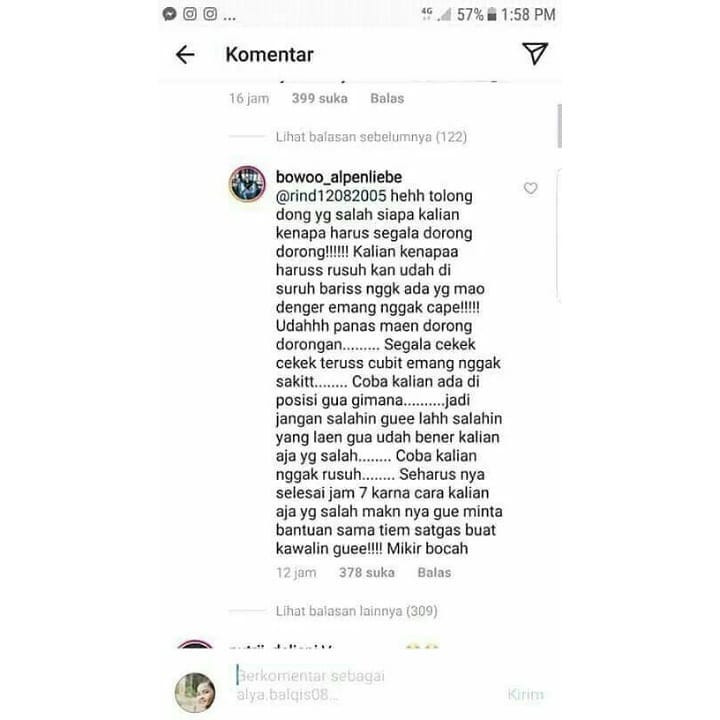 ... 4G 57% 1:58 PM
Komentar
16 jam 399 suka Balas
Lihat balasan sebelumnya (122)
bowoo_alpenliebe
@rind12082005 hehh tolong
dong yg salah siapa kalian
kenapa harus segala dorong
dorong!!!!!! Kalian kenapaa
haruss rusuh kan udah di
suruh bariss nggk ada yg mao
denger emang nggak cape!!!!!
Udahhh panas maen dorong
dorongan......... Segala cekek
cekek teruss cubit emang nggak
sakitt........ Coba kalian ada di
posisi gua gimana..........jadi
jangan salahin guee lahh salahin
yang laen gua udah bener kalian
aja yg salah........ Coba kalian
nggak rusuh........ Seharus nya
selesai jam 7 karna cara kalian
aja yg salah makn nya gue minta
bantuan sama tiem satgas buat
kawalin guee!!!! Mikir bocah
12 jam 378 suka Balas
Lihat balasan lainnya (309)
Berkomentar sebagai
alya.balqis08...
Kirim